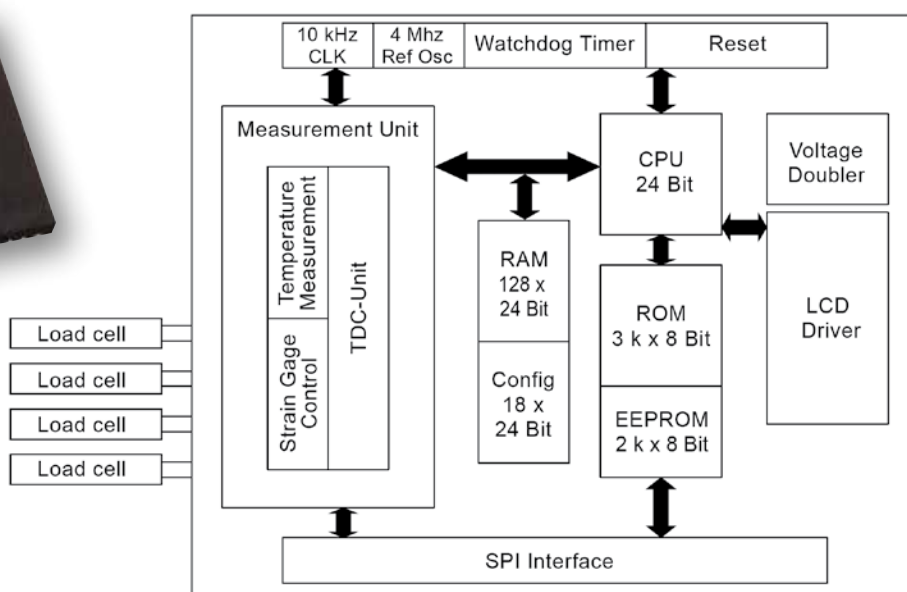 10 kHz
CLK
4 Mhz
Ref Osc
Watchdog Timer
Reset
Measurement Unit
Temperature
Measurement
Strain Gage
Control
TDC-Unit
CPU
24 Bit
Voltage
Doubler
RAM
128 x
24 Bit
Config
18 x
24 Bit
ROM
3 k x 8 Bit
EEPROM
2 k x 8 Bit
LCD
Driver
Load cell
Load cell
Load cell
Load cell
SPI Interface